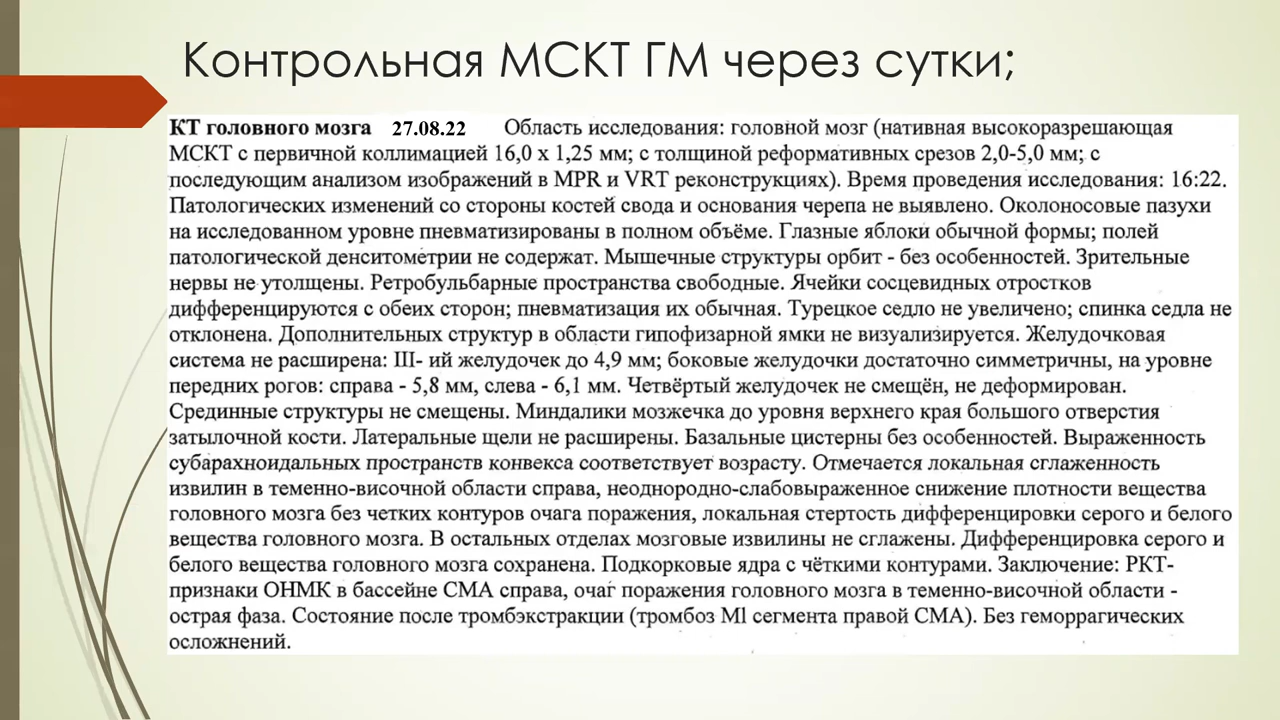 Контрольная МСКТ ГМ через сутки;
КТ головного мозга 27.08.22 Область исследования: головной мозг (нативная высокоразрешающая
МСКТ с первичной коллимацией 16,0 х 1,25 мм; с толщиной реформативных срезов 2,0-5,0 мм; с
последующим анализом изображений в MPR и VRT реконструкциях). Время проведения исследования: 16:22.
Патологических изменений со стороны костей свода и основания черепа не выявлено. Околоносовые пазухи
на исследованном уровне пневматизированы в полном объёме. Глазные яблоки обычной формы; полей
патологической денситометрии не содержат. Мышечные структуры орбит - без особенностей. Зрительные
нервы не утолщены. Ретробульбарные пространства свободные. Ячейки сосцевидных отростков
дифференцируются с обеих сторон; пневматизация их обычная. Турецкое седло не увеличено; спинка седла не
отклонена. Дополнительных структур в области гипофизарной ямки не визуализируется. Желудочковая
система не расширена: III- ий желудочек до 4,9 мм; боковые желудочки достаточно симметричны, на уровне
передних рогов: справа - 5,8 мм, слева - 6,1 мм. Четвёртый желудочек не смещён, не деформирован.
Срединные структуры не смещены. Миндалики мозжечка до уровня верхнего края большого отверстия
затылочной кости. Латеральные щели не расширены. Базальные цистерны без особенностей. Выраженность
субарахноидальных пространств конвекса соответствует возрасту. Отмечается локальная сглаженность
извилин в теменно-височной области справа, неоднородно-слабовыраженное снижение плотности вещества
головного мозга без четких контуров очага поражения, локальная стертость дифференцировки серого и белого
вещества головного мозга. В остальных отделах мозговые извилины не сглажены. Дифференцировка серого и
белого вещества головного мозга сохранена. Подкорковые ядра с чёткими контурами. Заключение: РКТ-
признаки ОНМК в бассейне СМА справа, очаг поражения головного мозга в теменно-височной области -
острая фаза. Состояние после тромбэкстракции (тромбоз Ml сегмента правой СМА). Без геморрагических
осложнений.